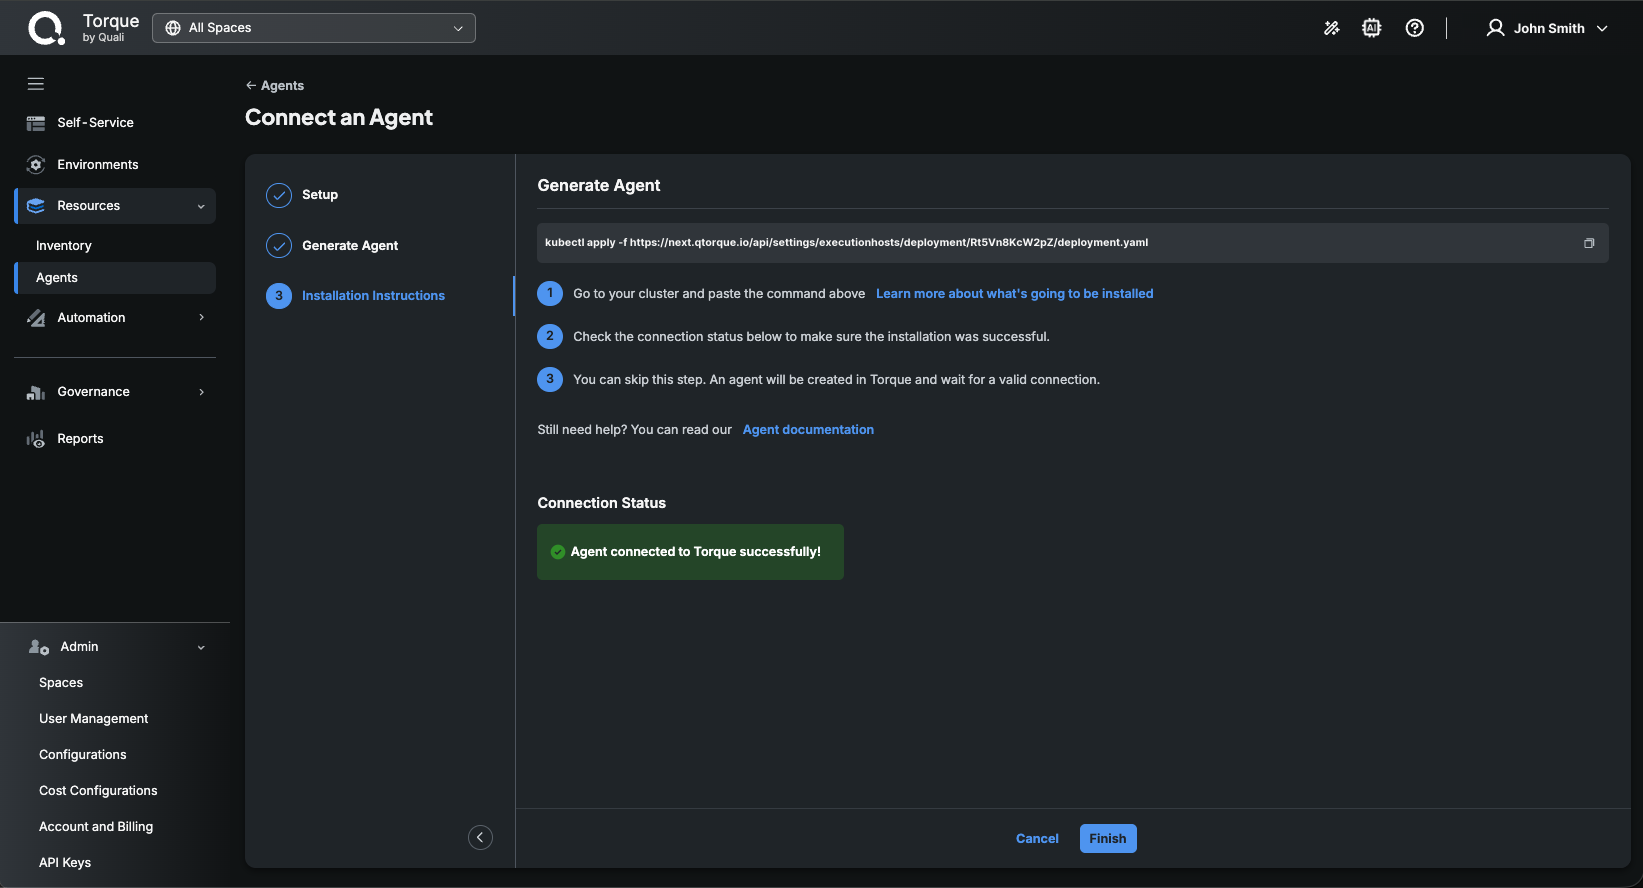 Torque
by Quali
All Spaces
AI
John Smith
Self-Service
Environments
Resources
Inventory
Agents
Automation
Governance
Reports
Admin
Spaces
User Management
Configurations
Cost Configurations
Account and Billing
API Keys
← Agents
Connect an Agent
Setup
Generate Agent
3 Installation Instructions
Generate Agent
kubectl apply -f https://next.qtorque.io/api/settings/executionhosts/deployment/Rt5Vn8KcW2pZ/deployment.yaml
1 Go to your cluster and paste the command above Learn more about what's going to be installed
2 Check the connection status below to make sure the installation was successful.
3 You can skip this step. An agent will be created in Torque and wait for a valid connection.
Still need help? You can read our Agent documentation
Connection Status
Agent connected to Torque successfully!
Cancel Finish